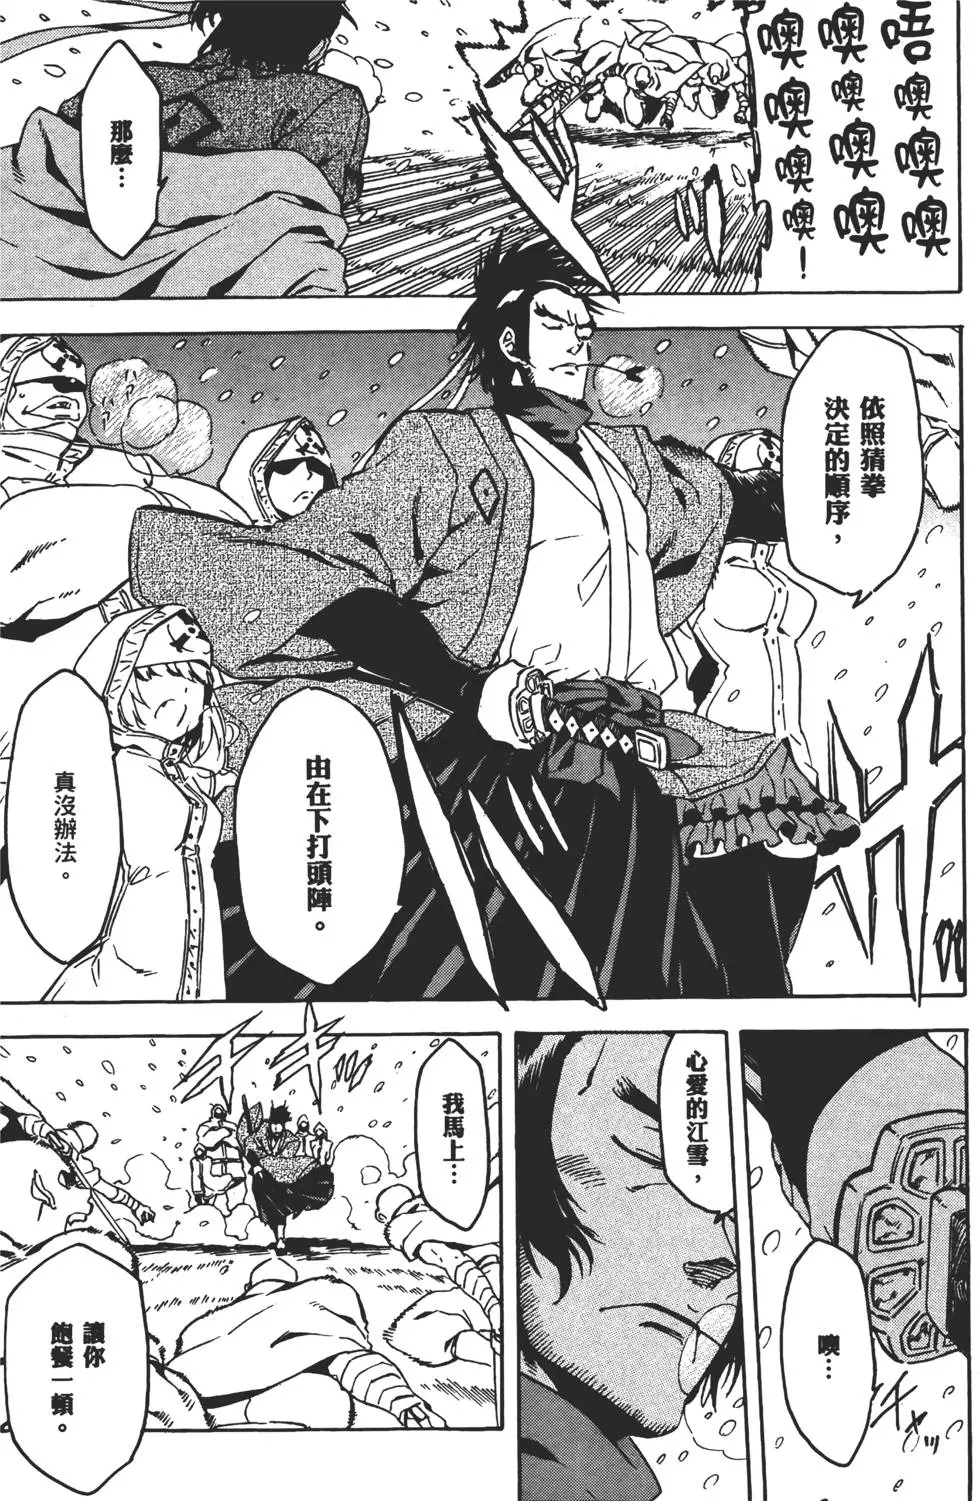 唔噢噢噢噢
噢噢噢噢
噢噢噢噢！
那麼…
依照猜拳
決定的順序，
由在下打頭陣。
真沒辦法。
噢…
心愛的江雪，
我馬上…
讓你
飽餐一頓。